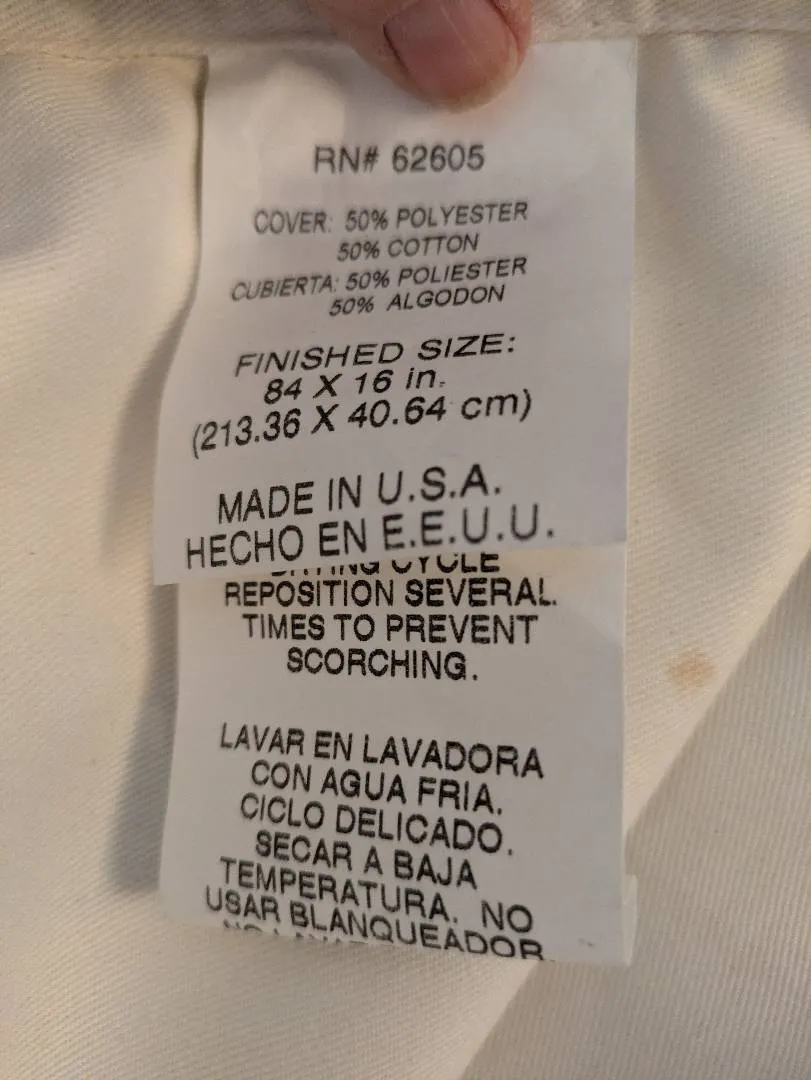 RN# 62605
COVER: 50% POLYESTER
50% COTTON
CUBIERTA: 50% POLIESTER
50% ALGODON
FINISHED SIZE:
84 X 16 in.
(213.36 X 40.64 cm)
MADE IN U.S.A.
HECHO EN E.E.U.U.
CYCLE
REPOSITION SEVERAL.
TIMES TO PREVENT
SCORCHING.
LAVAR EN LAVADORA
CON AGUA FRIA.
CICLO DELICADO.
SECAR A BAJA
TEMPERATURA. NO
USAR BLANQUEADOR